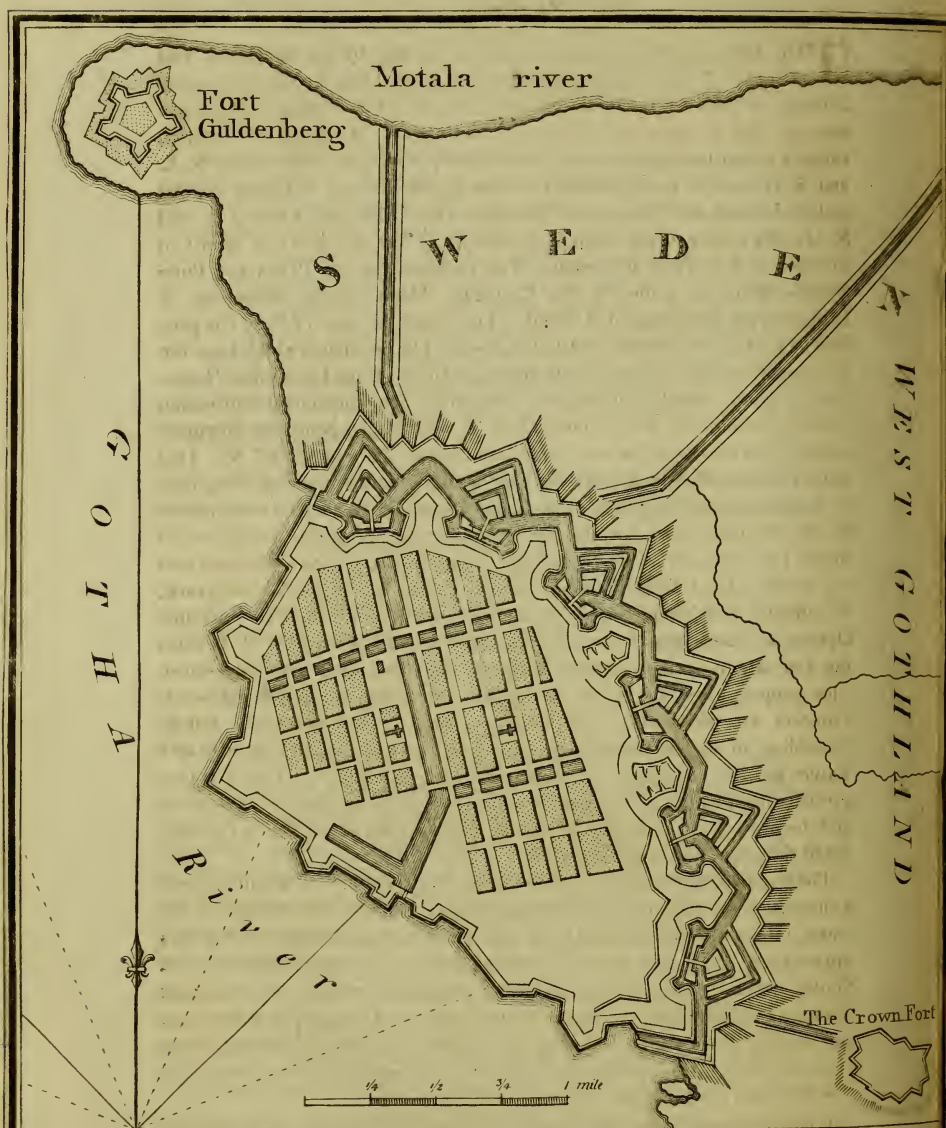 Motala river
Fort
Guldenberg
SWEDEN
WEST GOTHLAND
GOTHA
River
The Crown Fort
1/4 1/2 3/4 1 mile